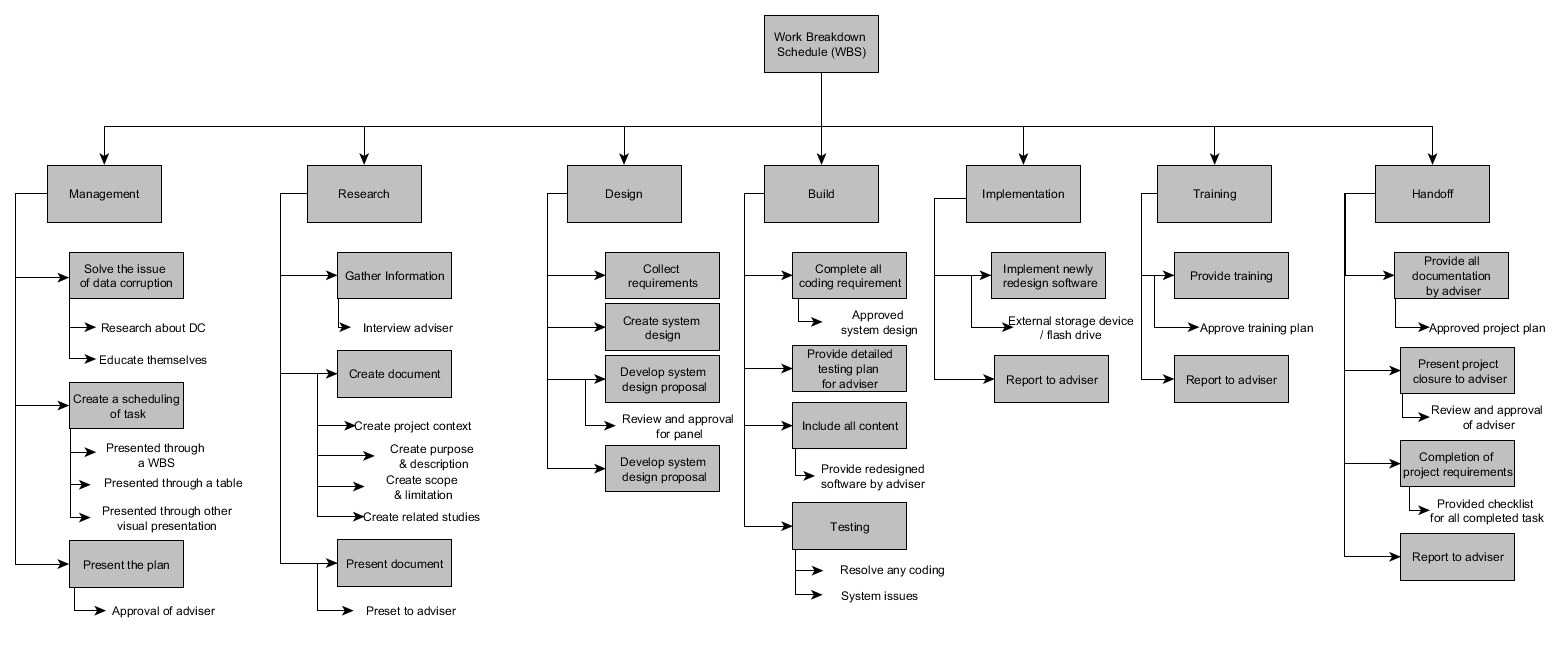 Work Breakdown
Schedule (WBS)
Management
Research
Design
Build
Implementation
Training
Handoff
Solve the issue
of data corruption
Research about DC
Educate themselves
Create a scheduling
of task
Presented through
a WBS
Presented through a table
Presented through other
visual presentation
Present the plan
Approval of adviser
Gather Information
Interview adviser
Create document
Create project context
Create purpose
& description
Create scope
& limitation
Create related studies
Present document
Preset to adviser
Collect
requirements
Create system
design
Develop system
design proposal
Review and approval
for panel
Develop system
design proposal
Complete all
coding requirement
Approved
system design
Provide detailed
testing plan
for adviser
Include all content
Provide redesigned
software by adviser
Testing
Resolve any coding
System issues
Implement newly
redesign software
External storage device
/ flash drive
Report to adviser
Provide training
Approve training plan
Report to adviser
Provide all
documentation
by adviser
Approved project plan
Present project
closure to adviser
Review and approval
of adviser
Completion of
project requirements
Provided checklist
for all completed task
Report to adviser